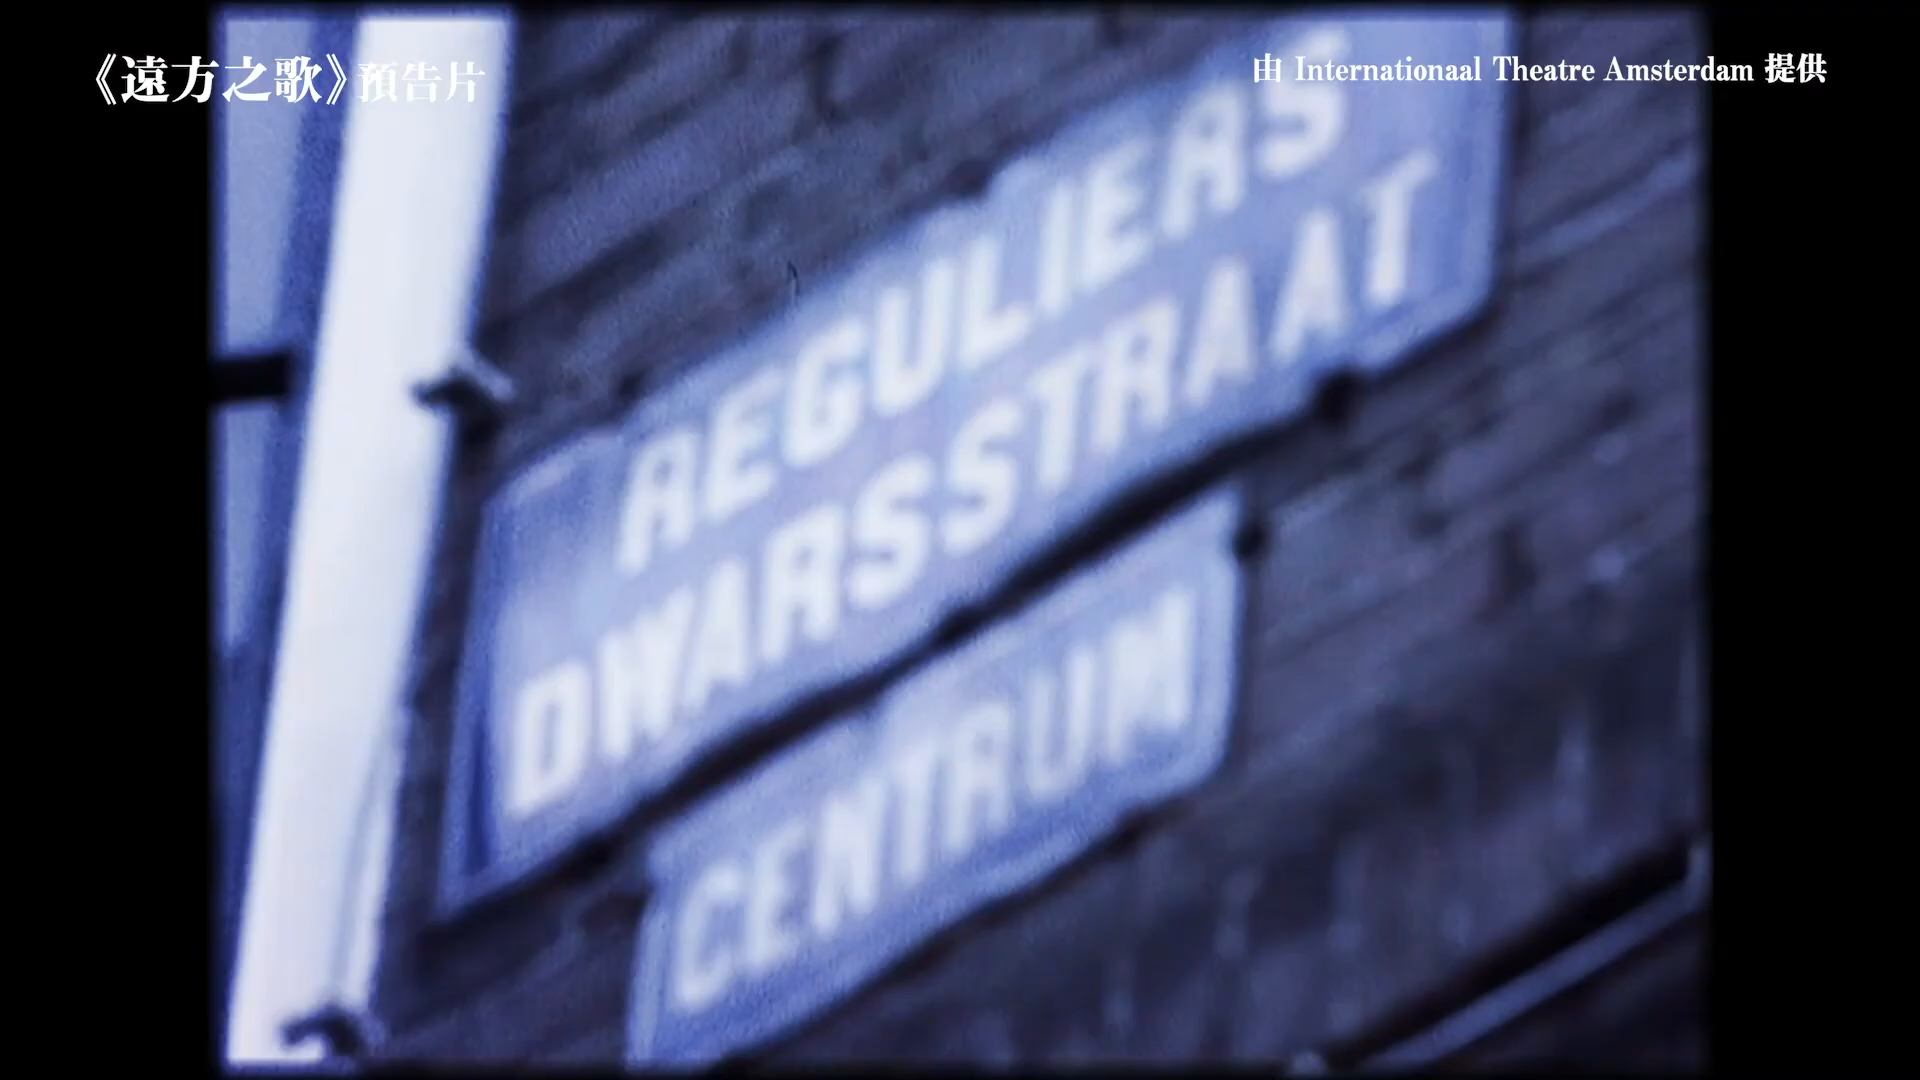 《遠方之歌》預告片
由 Internationaal Theatre Amsterdam 提供
REGULIERS
DWARSSTRAAT
CENTRUM